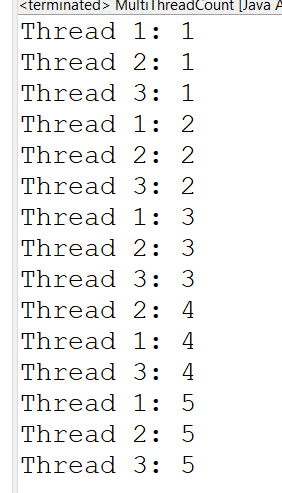 <terminated> MultiThreadCount [Java A
Thread 1: 1
Thread 2: 1
Thread 3: 1
Thread 1: 2
Thread 2: 2
Thread 3: 2
Thread 1: 3
Thread 2: 3
Thread 3: 3
Thread 2: 4
Thread 1: 4
Thread 3: 4
Thread 1: 5
Thread 2: 5
Thread 3: 5